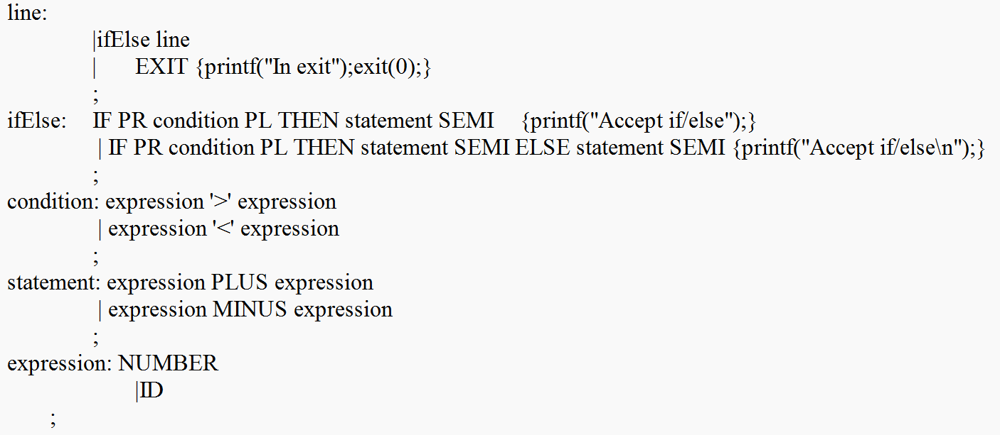 line:
|ifElse line
| EXIT {printf("In exit");exit(0);}
;
ifElse: IF PR condition PL THEN statement SEMI {printf("Accept if/else");}
| IF PR condition PL THEN statement SEMI ELSE statement SEMI {printf("Accept if/else\n");}
;
condition: expression '>' expression
| expression '<' expression
;
statement: expression PLUS expression
| expression MINUS expression
;
expression: NUMBER
|ID
;